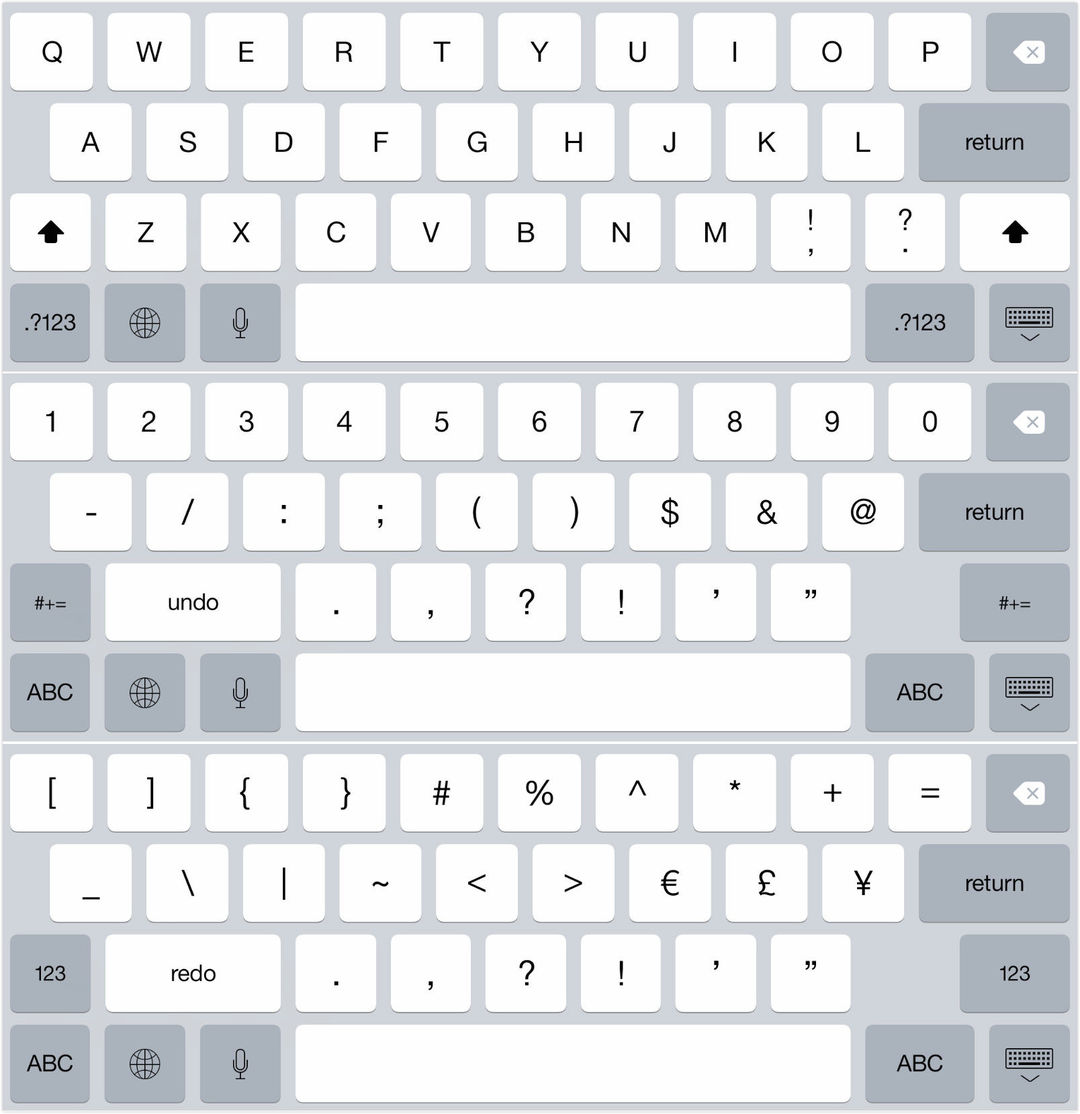 Q W E R T Y U I O P
A S D F G H J K L return
Z X C V B N M ! , ? .
.?123 .?123
1 2 3 4 5 6 7 8 9 0
- / : ; ( ) $ & @ return
#+= undo . , ? ! ’ ” #+=
ABC ABC
[ ] { } # % ^ * + =
_ \ | ~ < > € £ ¥ return
123 redo . , ? ! ’ ” 123
ABC ABC